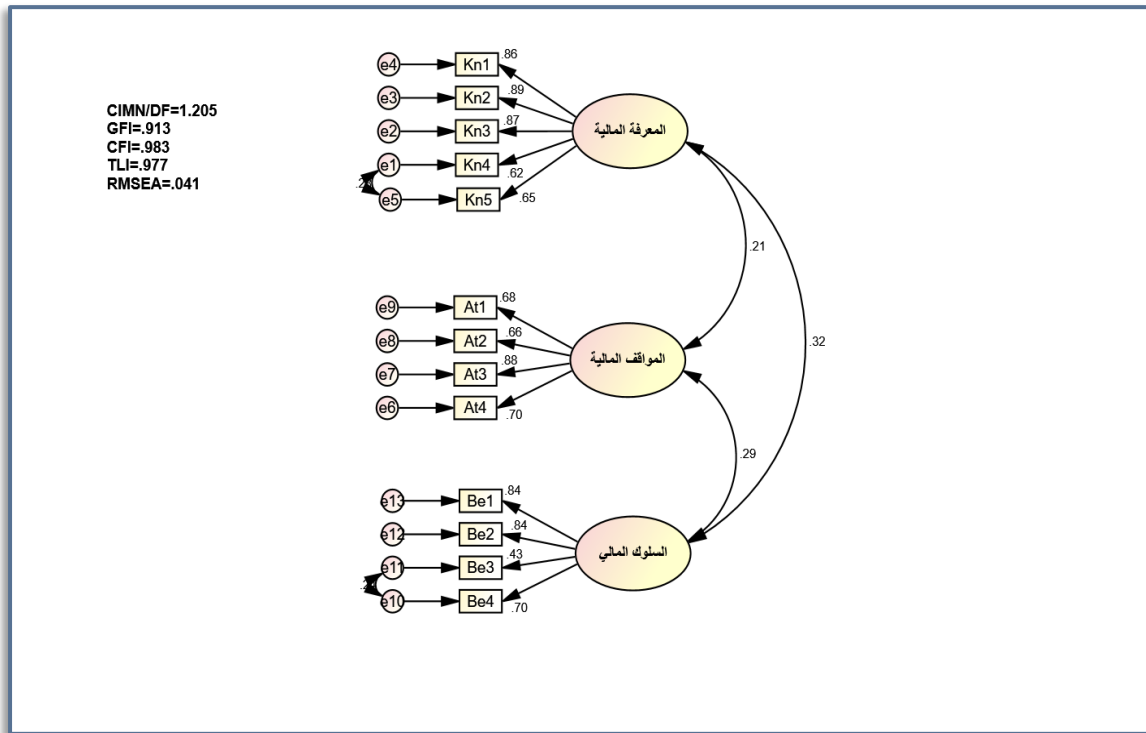 CIMN/DF=1.205
GFI=.913
CFI=.983
TLI=.977
RMSEA=.041
e4
Kn1
.86
e3
Kn2
.89
e2
Kn3
.87
e1
Kn4
.62
e5
Kn5
.65
المعرفة المالية
.21
e9
At1
.68
e8
At2
.66
e7
At3
.88
e6
At4
.70
المواقف المالية
.32
.29
e13
Be1
.84
e12
Be2
.84
e11
Be3
.43
e10
Be4
.70
السلوك المالي